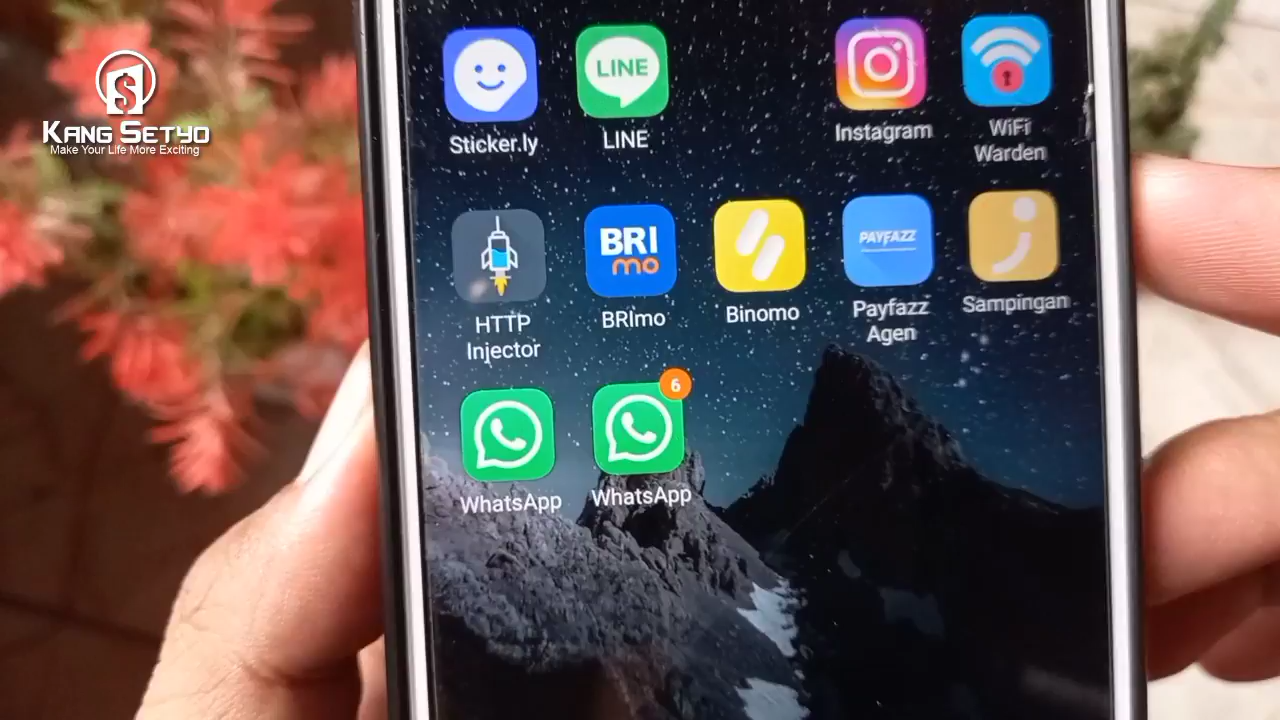 KANG SETYO
Make Your Life More Exciting
Sticker.ly
LINE
LINE
Instagram
WiFi
Warden
HTTP
Injector
BRI
mo
BRImo
Binomo
PAYFAZZ
Payfazz
Agen
Sampingan
WhatsApp
6
WhatsApp